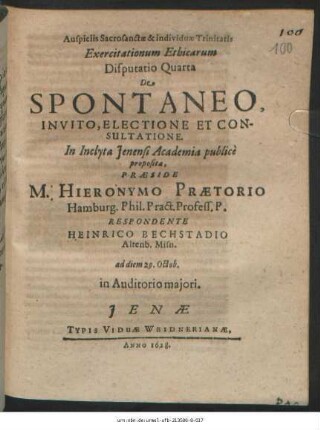 100
100
Auspiciis Sacrosanctæ & Individuæ Trinitatis
Exercitationum Ethicarum
Disputatio Quarta
De
SPONTANEO,
INVITO, ELECTIONE ET CON-
SULTATIONE.
In Inclyta Jenensi Academia publicè
proposita,
PRÆSIDE
M. HIERONYMO PRÆTORIO
Hamburg. Phil. Pract. Profess. P.
RESPONDENTE
HEINRICO BECHSTADIO
Altenb. Misn.
ad diem 29. Octob.
in Auditorio majori.
JENÆ
TYPIS VIDUÆ WEIDNERIANÆ,
ANNO 1628.